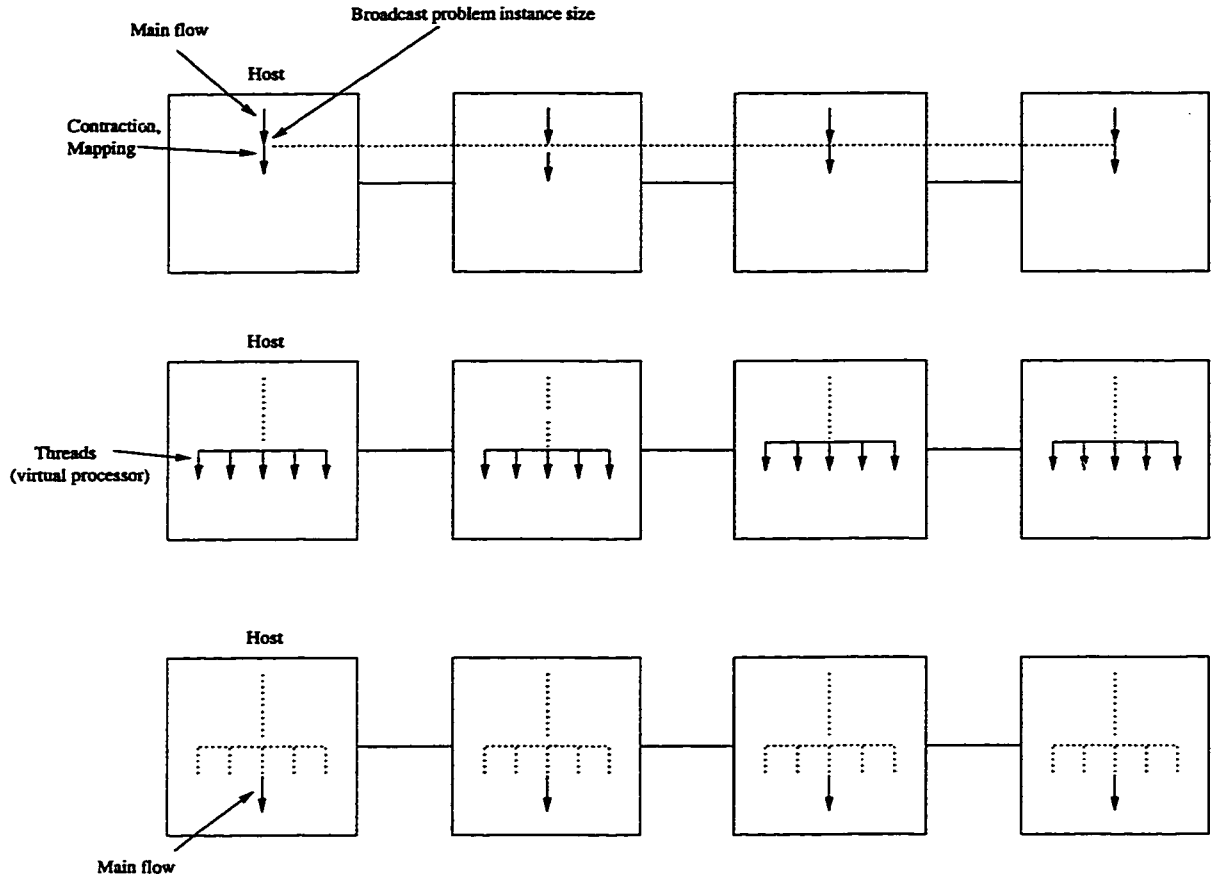 Broadcast problem instance size
Main flow
Host
Contraction,
Mapping
Host
Threads
(virtual processor)
Host
Main flow